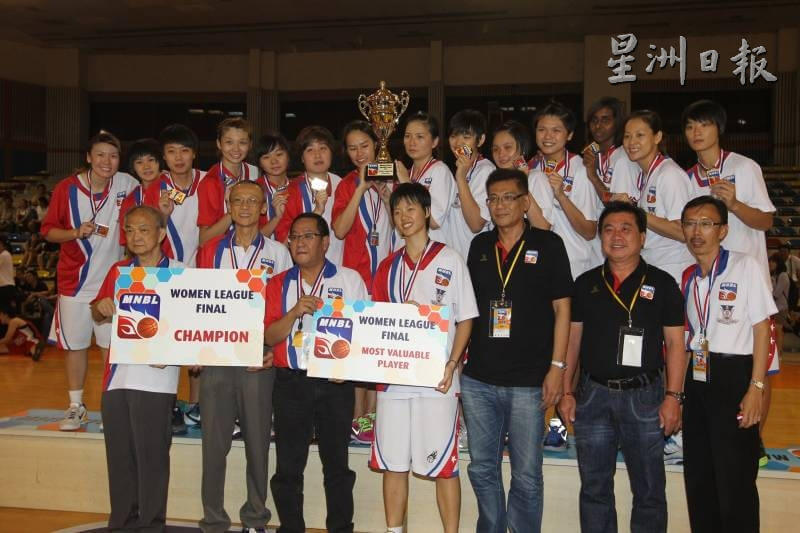 星洲日報
MNBL
WOMEN LEAGUE
FINAL
CHAMPION
MNBL
WOMEN LEAGUE
FINAL
MOST VALUABLE
PLAYER